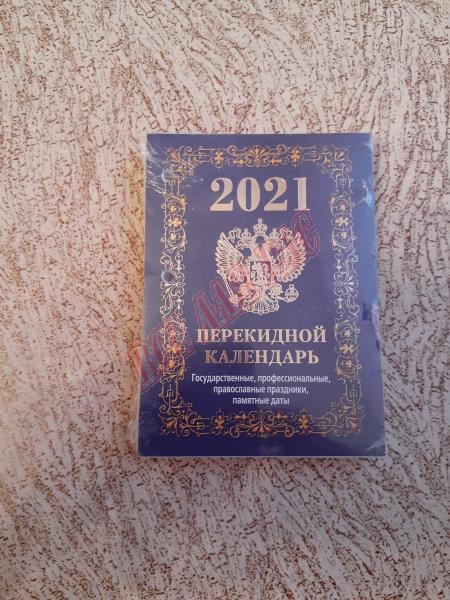 2021
ПЕРЕКИДНОЙ
КАЛЕНДАРЬ
Государственные, профессиональные,
православные праздники,
памятные даты